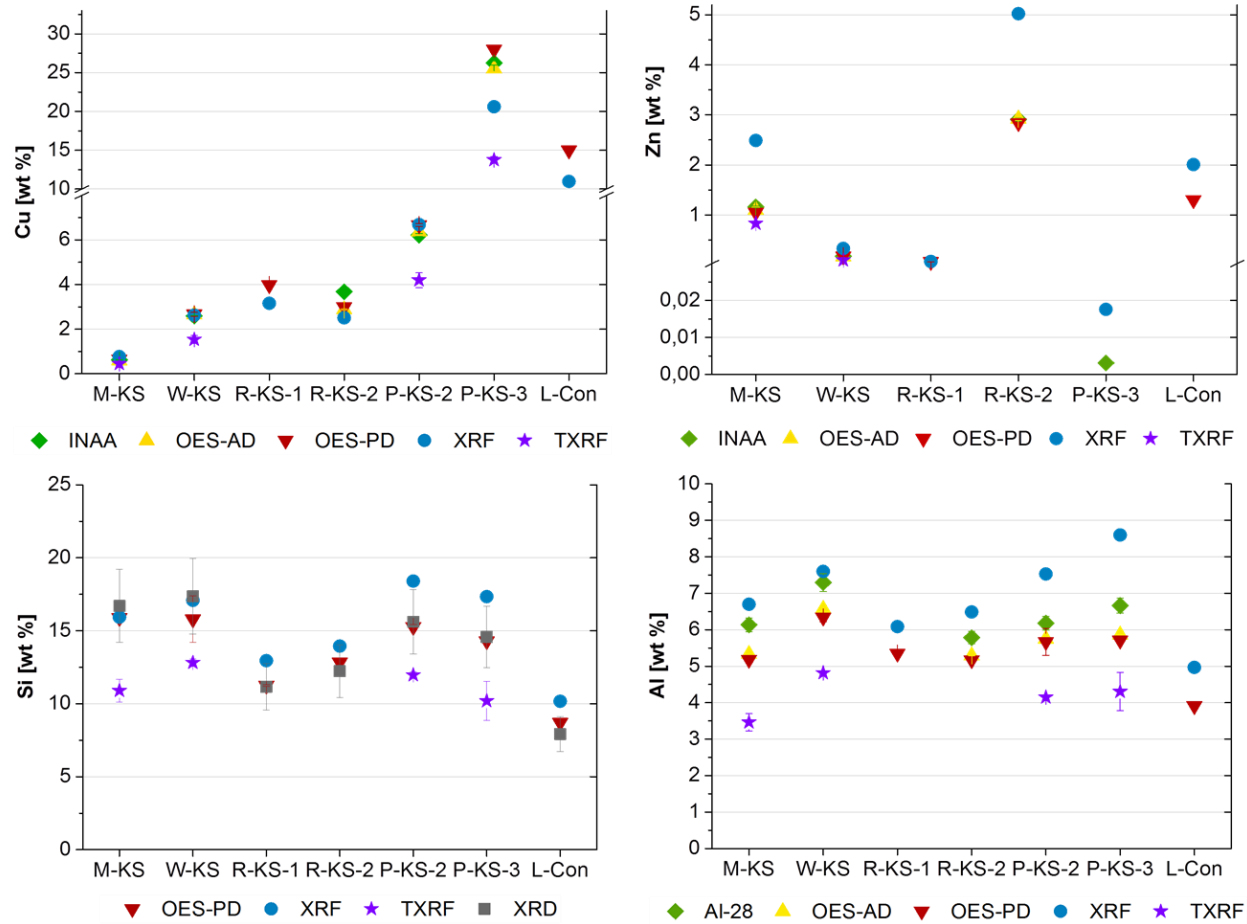 Cu [wt %]
30
25
20
15
10
6
4
2
0
M-KS W-KS R-KS-1 R-KS-2 P-KS-2 P-KS-3 L-Con
INAA OES-AD OES-PD XRF TXRF
Zn [wt %]
5
4
3
2
1
0,02
0,01
0,00
M-KS W-KS R-KS-1 R-KS-2 P-KS-3 L-Con
INAA OES-AD OES-PD XRF TXRF
Si [wt %]
25
20
15
10
5
0
M-KS W-KS R-KS-1 R-KS-2 P-KS-2 P-KS-3 L-Con
OES-PD XRF TXRF XRD
Al [wt %]
10
9
8
7
6
5
4
3
2
1
0
M-KS W-KS R-KS-1 R-KS-2 P-KS-2 P-KS-3 L-Con
Al-28 OES-AD OES-PD XRF TXRF